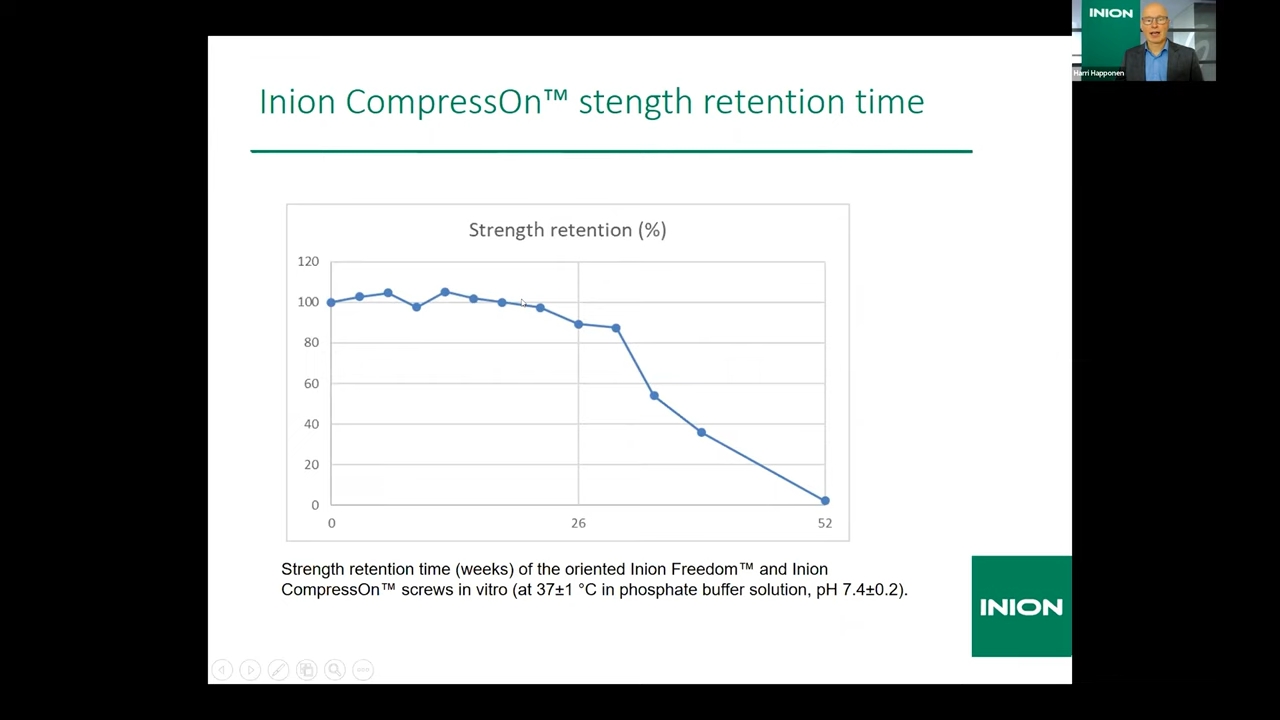 INION
Harri Happonen
Inion CompressOn™ stength retention time
Strength retention (%)
120
100
80
60
40
20
0
0 26 52
Strength retention time (weeks) of the oriented Inion Freedom™ and Inion
CompressOn™ screws in vitro (at 37±1 °C in phosphate buffer solution, pH 7.4±0.2).
INION